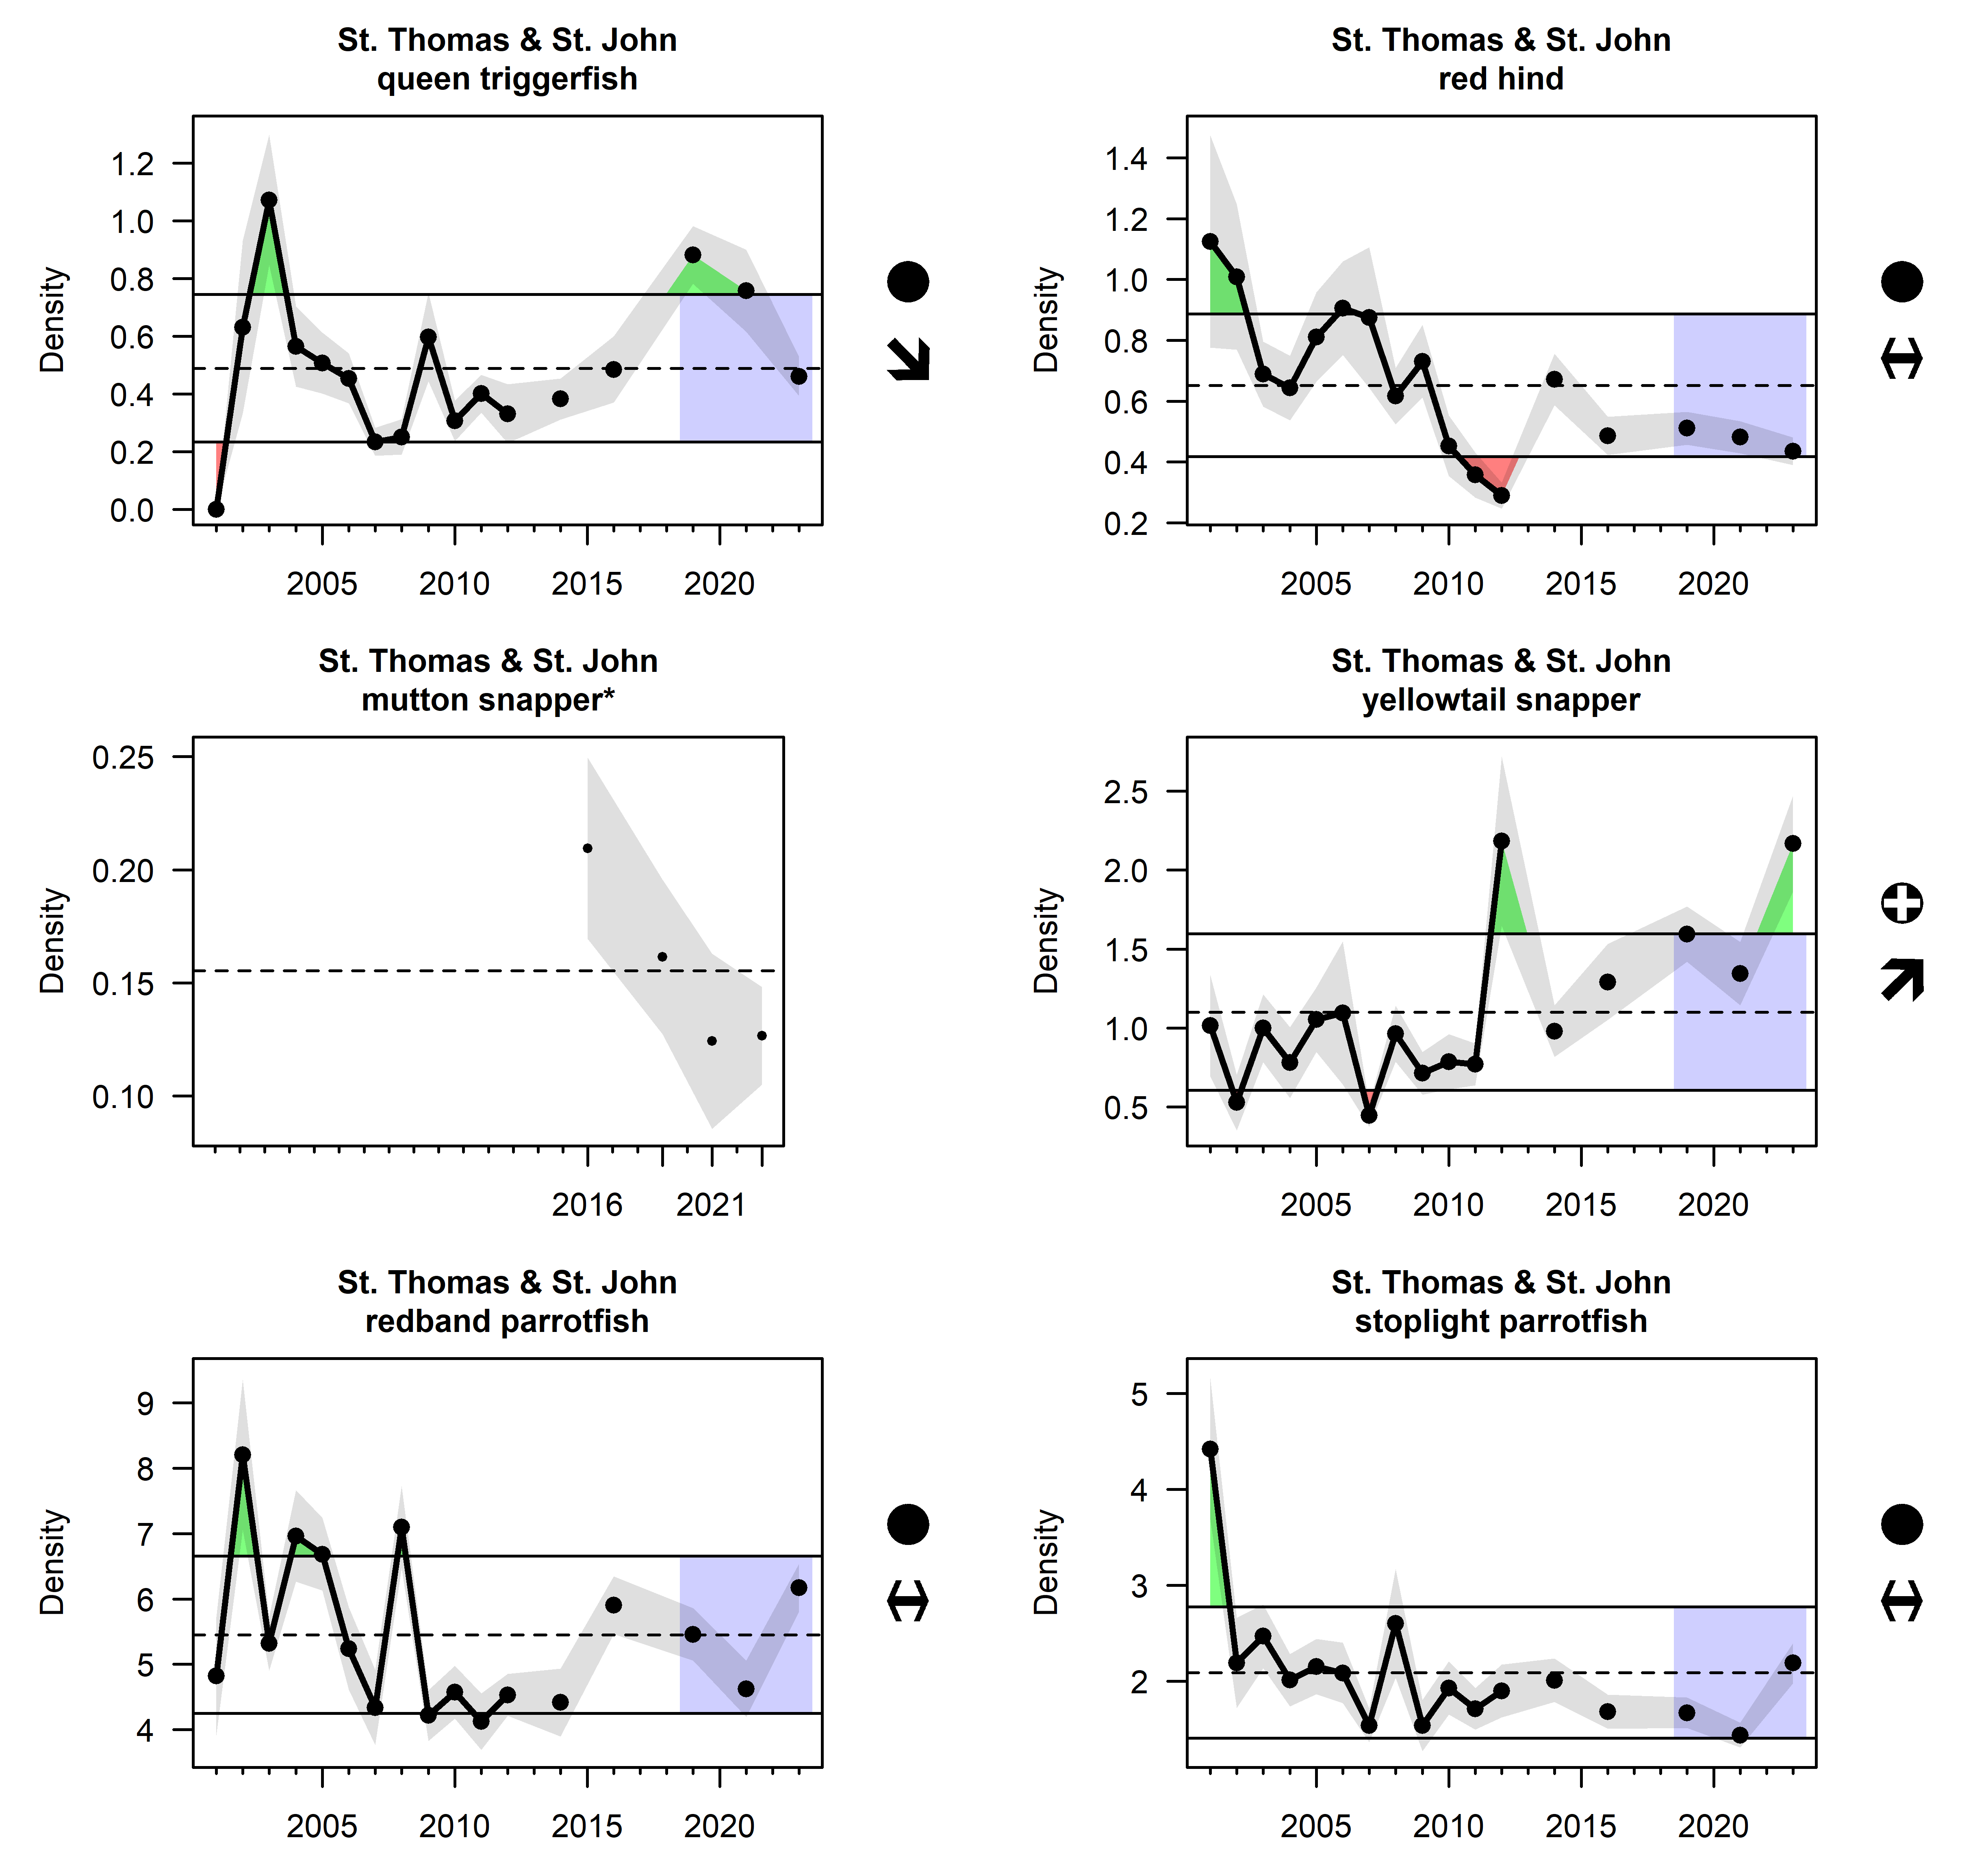 St. Thomas & St. John
queen triggerfish
Density
1.2
1.0
0.8
0.6
0.4
0.2
0.0
2005 2010 2015 2020
St. Thomas & St. John
red hind
Density
1.4
1.2
1.0
0.8
0.6
0.4
0.2
2005 2010 2015 2020
St. Thomas & St. John
mutton snapper*
Density
0.25
0.20
0.15
0.10
2016 2021
St. Thomas & St. John
yellowtail snapper
Density
2.5
2.0
1.5
1.0
0.5
2005 2010 2015 2020
St. Thomas & St. John
redband parrotfish
Density
9
8
7
6
5
4
2005 2010 2015 2020
St. Thomas & St. John
stoplight parrotfish
Density
5
4
3
2
2005 2010 2015 2020